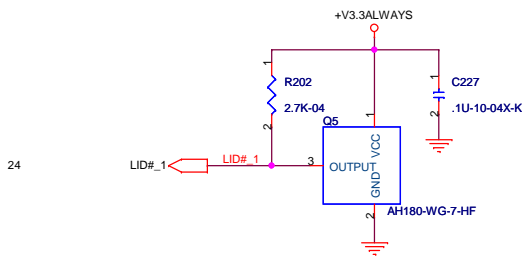 +V3.3ALWAYS
1
R202
2.7K-04
2
1
C227
.1U-10-04X-K
2
Q5
1
VCC
24
LID#_1
LID#_1
3
OUTPUT
GND
2
AH180-WG-7-HF